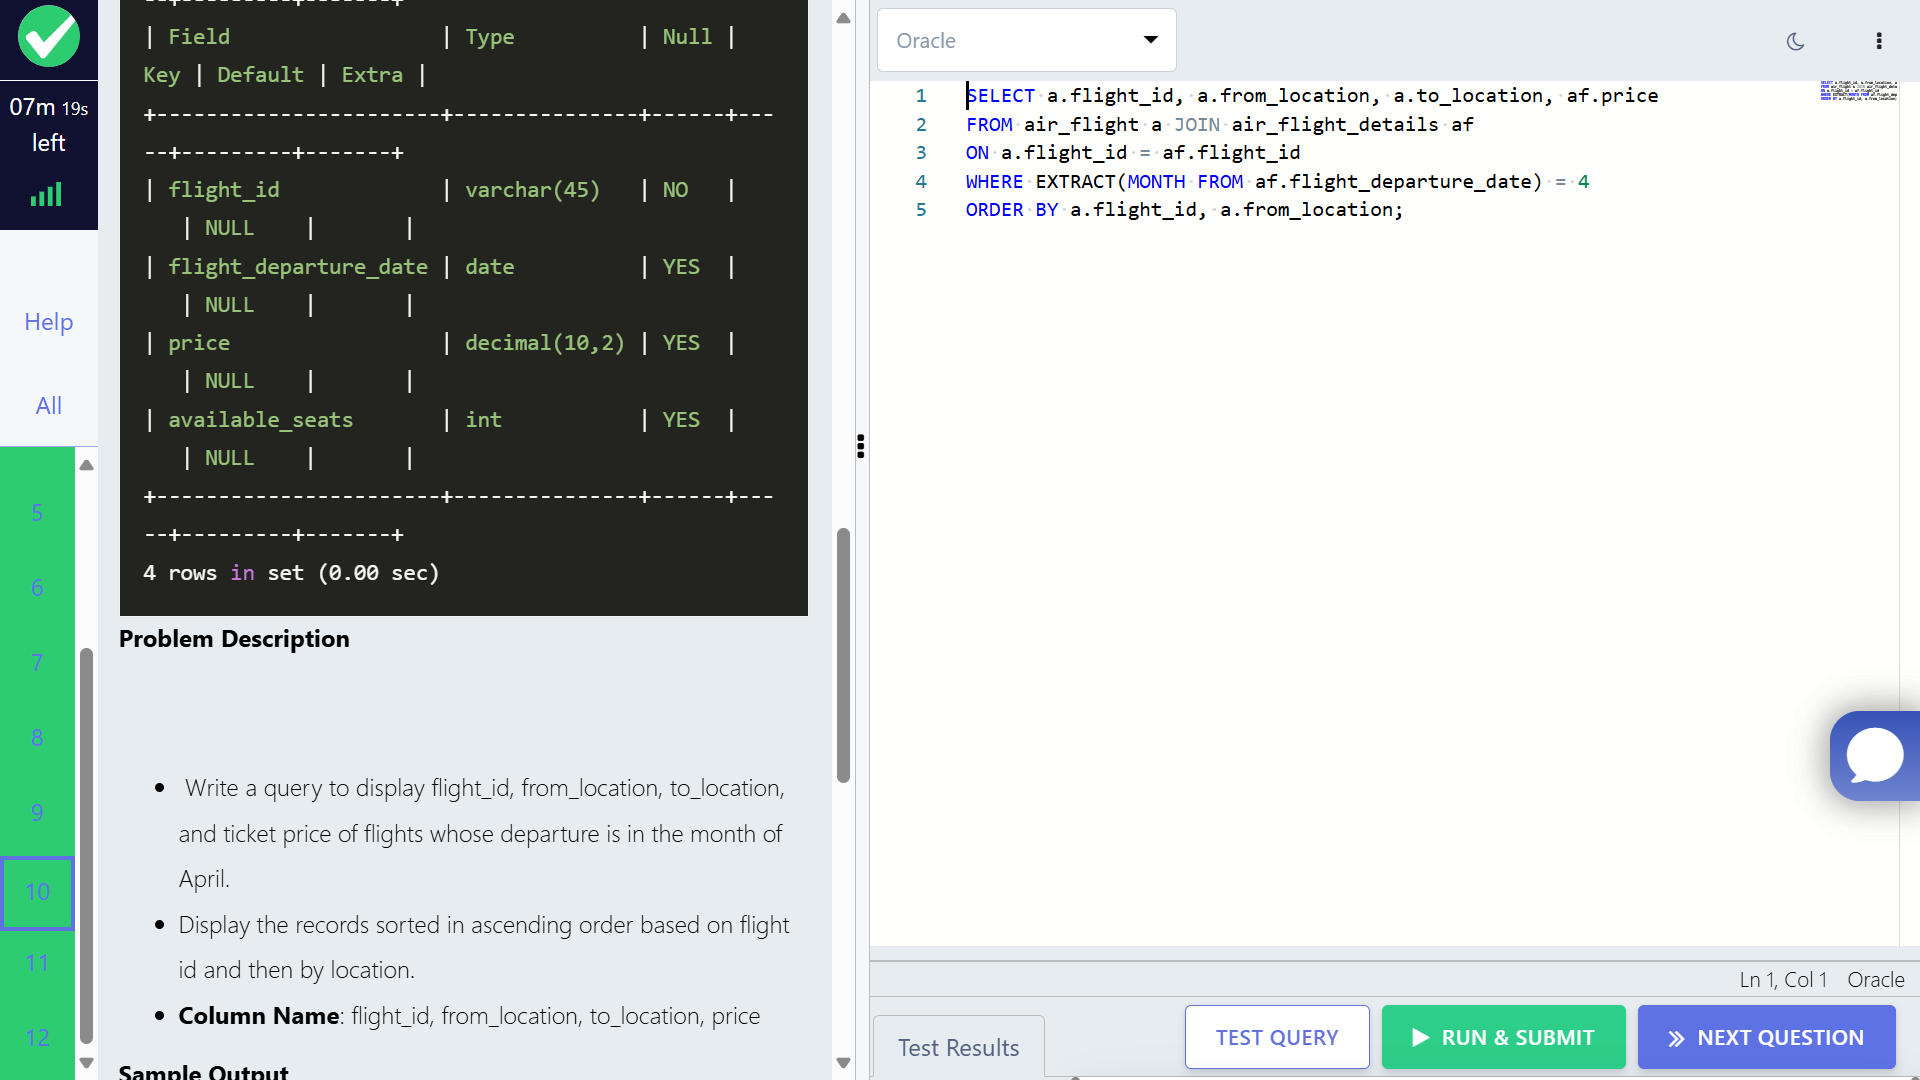 07m 19s
left
Help
All
5
6
7
8
9
10
11
12
--+---------+-------+
| Field                 | Type          | Null |
Key | Default | Extra |
+-----------------------+---------------+------+---
--+---------+-------+
| flight_id             | varchar(45)   | NO   |
   | NULL    |       |
| flight_departure_date | date          | YES  |
   | NULL    |       |
| price                 | decimal(10,2) | YES  |
   | NULL    |       |
| available_seats       | int           | YES  |
   | NULL    |       |
+-----------------------+---------------+------+---
--+---------+-------+
4 rows in set (0.00 sec)
Problem Description
• Write a query to display flight_id, from_location, to_location,
and ticket price of flights whose departure is in the month of
April.
• Display the records sorted in ascending order based on flight
id and then by location.
• Column Name: flight_id, from_location, to_location, price
Sample Output
Oracle
1 SELECT a.flight_id, a.from_location, a.to_location, af.price
2 FROM air_flight a JOIN air_flight_details af
3 ON a.flight_id = af.flight_id
4 WHERE EXTRACT(MONTH FROM af.flight_departure_date) = 4
5 ORDER BY a.flight_id, a.from_location;
Ln 1, Col 1 Oracle
Test Results
TEST QUERY
RUN & SUBMIT
NEXT QUESTION